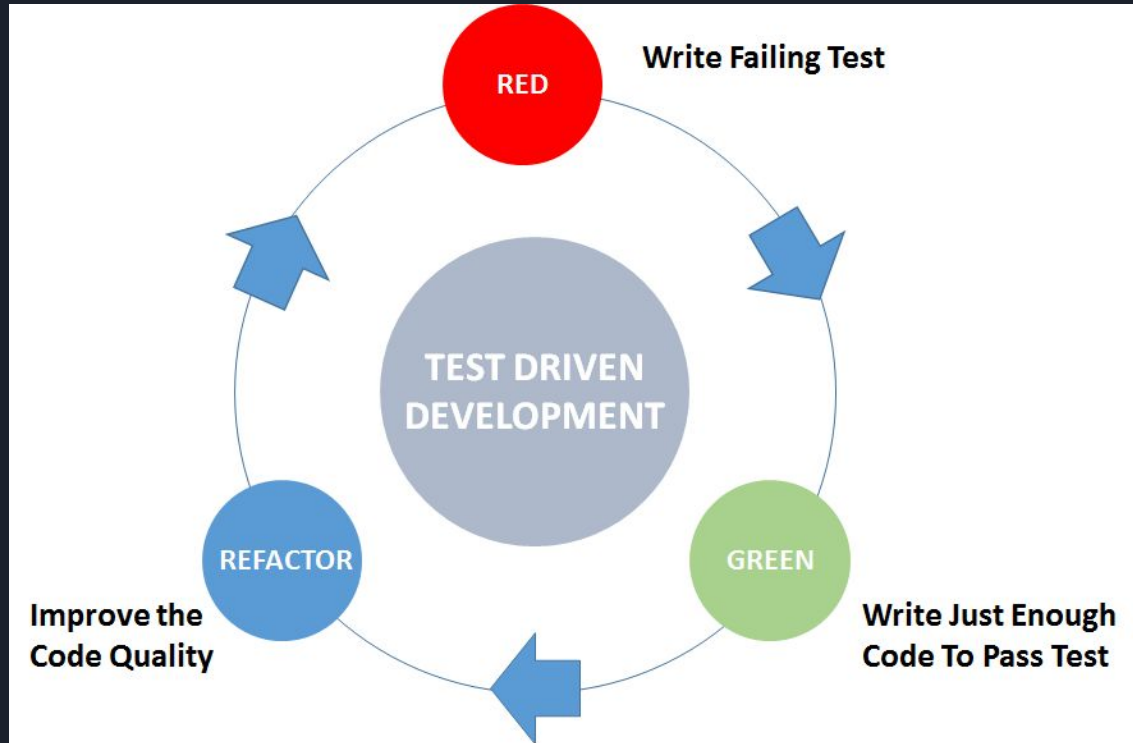 RED
Write Failing Test
TEST DRIVEN
DEVELOPMENT
REFACTOR
GREEN
Improve the
Code Quality
Write Just Enough
Code To Pass Test